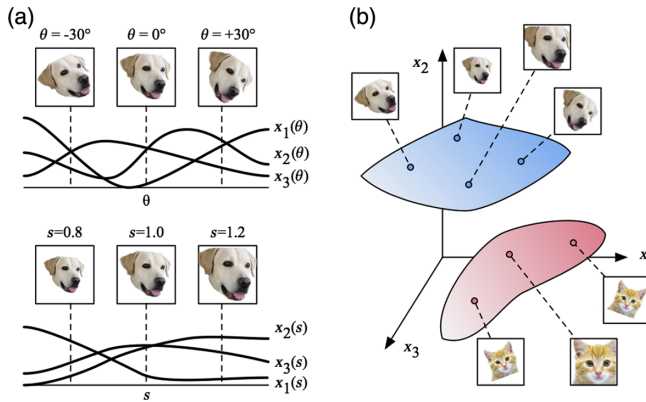 (a)
θ = -30° θ = 0° θ = +30°
x₁(θ)
x₂(θ)
x₃(θ)
θ
s=0.8 s=1.0 s=1.2
x₂(s)
x₃(s)
x₁(s)
s
(b)
x₂
x
x₃